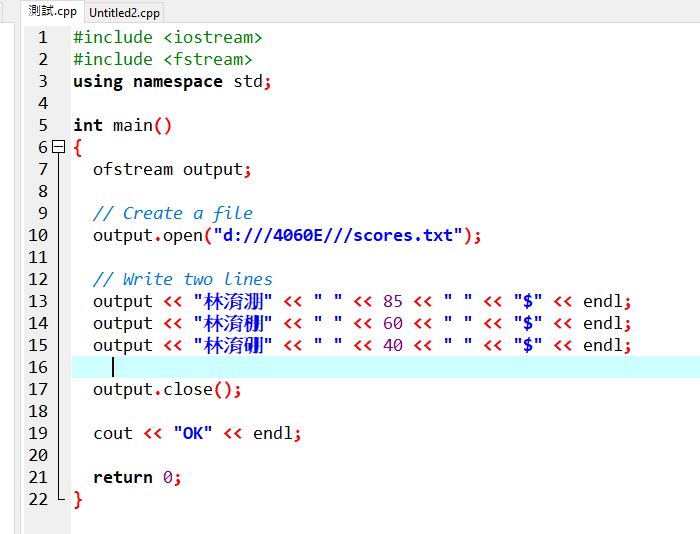 測試.cpp Untitled2.cpp
1 #include <iostream>
2 #include <fstream>
3 using namespace std;
4
5 int main()
6 {
7 ofstream output;
8
9 // Create a file
10 output.open("d:///4060E///scores.txt");
11
12 // Write two lines
13 output << "林淯淜" << " " << 85 << " " << "$" << endl;
14 output << "林淯棚" << " " << 60 << " " << "$" << endl;
15 output << "林淯硼" << " " << 40 << " " << "$" << endl;
16
17 output.close();
18
19 cout << "OK" << endl;
20
21 return 0;
22 }